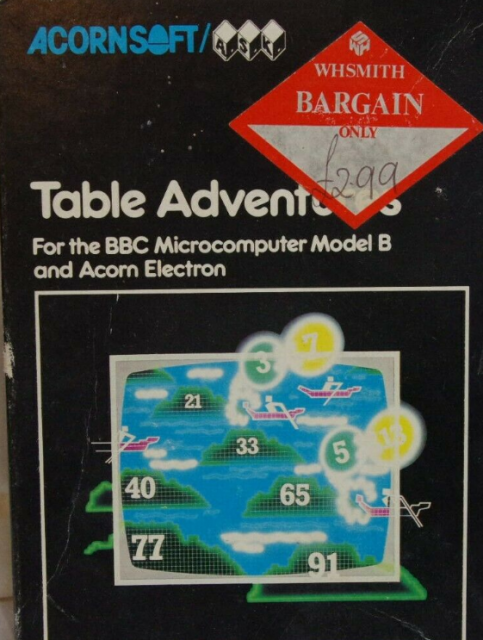 ACORNSOFT/A.S.K.
WHSMITH
BARGAIN
ONLY
£2.99
Table Adventures
For the BBC Microcomputer Model B
and Acorn Electron
3 7
21
33
5 13
40
65
77
91